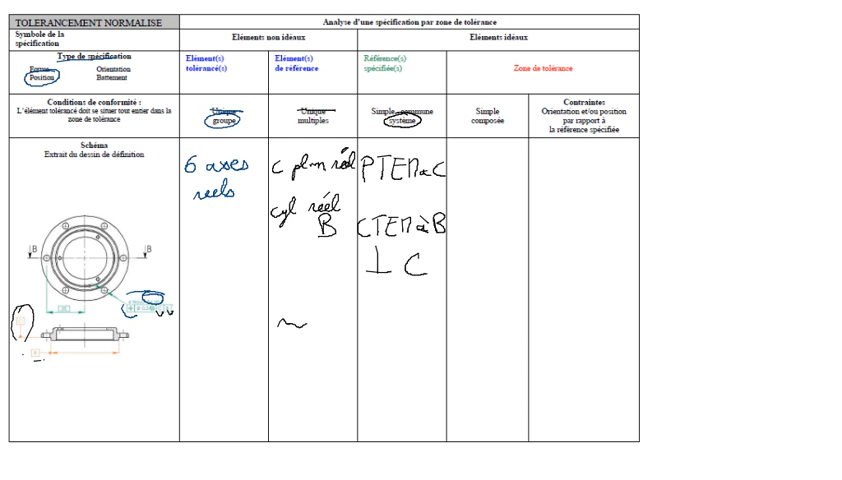 TOLERANCEMENT NORMALISE
Analyse d'une spécification par zone de tolérance
Symbole de la
spécification
Eléments non idéaux
Eléments idéaux
Type de spécification
Forme Orientation
Position Battement
Elément(s)
tolérancé(s)
Elément(s)
de référence
Référence(s)
spécifiée(s)
Zone de tolérance
Conditions de conformité :
L'élément tolérancé doit se situer tout entier dans la
zone de tolérance
Unique
groupe
Unique
multiples
Simple commune
système
Simple
composée
Contraintes
Orientation et/ou position
par rapport à
la référence spécifiée
Schéma
Extrait du dessin de définition
6 axes
reels
C plan réel
cyl réel
B
PTEM à C
CTEM à B
⊥ C
B
B